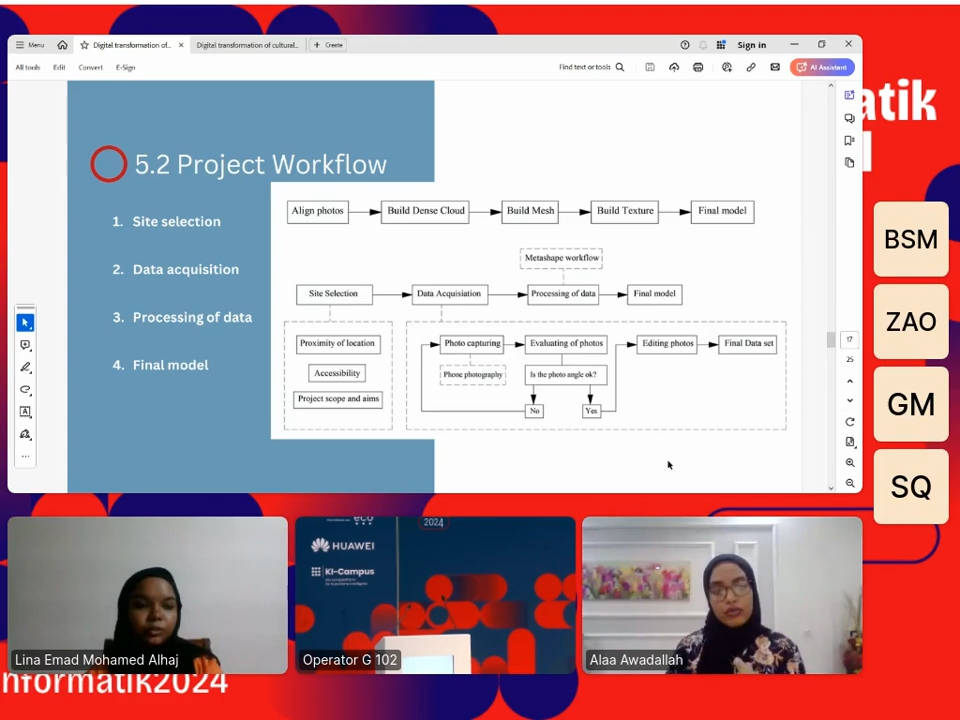 Menu
Digital transformation of..
Digital transformation of cultural..
Create
Sign in
All tools
Edit
Convert
E-Sign
Find text or tools
AI Assistant
atik
5.2 Project Workflow
1. Site selection
2. Data acquisition
3. Processing of data
4. Final model
Align photos
Build Dense Cloud
Build Mesh
Build Texture
Final model
Metashape workflow
Site Selection
Data Acquisiation
Processing of data
Final model
Proximity of location
Accessibility
Project scope and aims
Photo capturing
Evaluating of photos
Editing photos
Final Data set
Phone photography
Is the photo angle ok?
No
Yes
17
25
BSM
ZAO
GM
SQ
eco
2024
HUAWEI
KI-Campus
Lina Emad Mohamed Alhaj
Operator G 102
Alaa Awadallah
nformatik2024